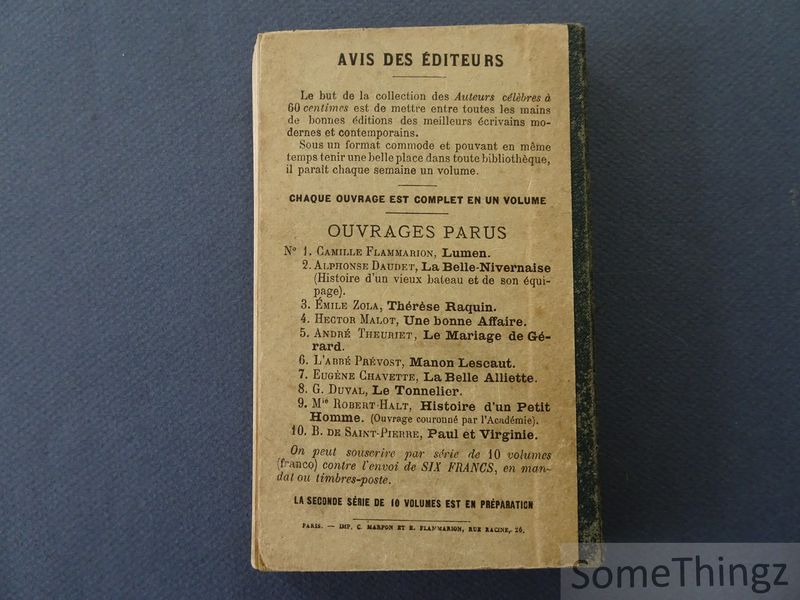 AVIS DES ÉDITEURS
Le but de la collection des Auteurs célèbres à
60 centimes est de mettre entre toutes les mains
de bonnes éditions des meilleurs écrivains mo-
dernes et contemporains.
Sous un format commode et pouvant en même
temps tenir une belle place dans toute bibliothèque,
il paraît chaque semaine un volume.
CHAQUE OUVRAGE EST COMPLET EN UN VOLUME
OUVRAGES PARUS
Nº 1. CAMILLE FLAMMARION, Lumen.
2. ALPHONSE DAUDET, La Belle-Nivernaise
(Histoire d'un vieux bateau et de son équi-
page).
3. ÉMILE ZOLA, Thérèse Raquin.
4. HECTOR MALOT, Une bonne Affaire.
5. ANDRÉ THEURIET, Le Mariage de Gé-
rard.
6. L'ABBÉ PRÉVOST, Manon Lescaut.
7. EUGÈNE CHAVETTE, La Belle Alliette.
8. G. DUVAL, Le Tonnelier.
9. Mie ROBERT-HALT, Histoire d'un Petit
Homme. (Ouvrage couronné par l'Académie).
10. B. DE SAINT-PIERRE, Paul et Virginie.
On peut souscrire par série de 10 volumes
(franco) contre l'envoi de SIX FRANCS, en man-
dat ou timbres-poste.
LA SECONDE SÉRIE DE 10 VOLUMES EST EN PRÉPARATION
PARIS. — IMP. C. MARPON ET E. FLAMMARION, RUE RACINE, 26.
SomeThingz